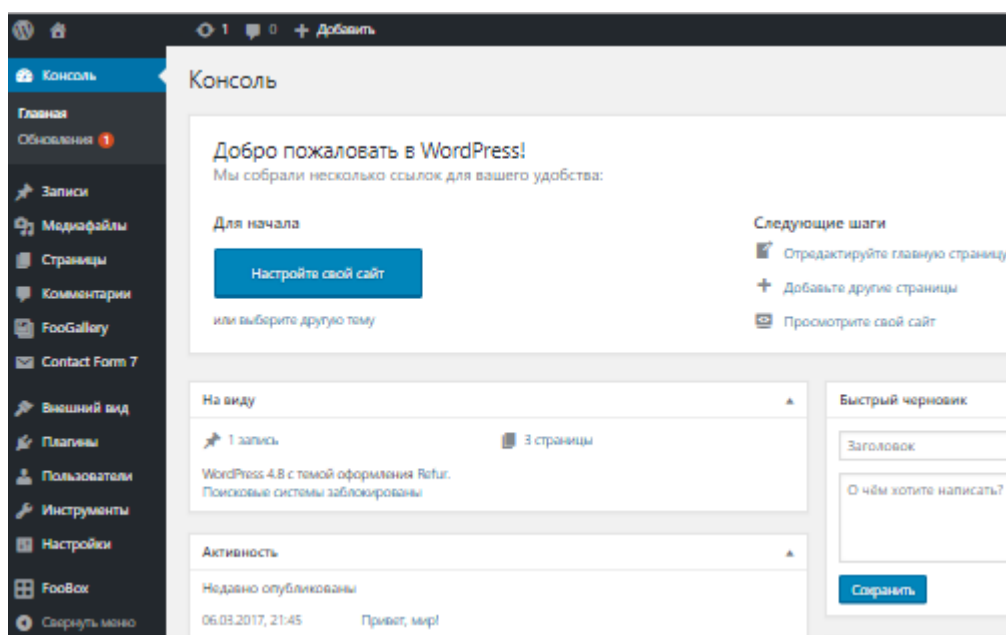 1 0 + Добавить
Консоль
Главная
Обновления 1
Записи
Медиафайлы
Страницы
Комментарии
FooGallery
Contact Form 7
Внешний вид
Плагины
Пользователи
Инструменты
Настройки
FooBox
Свернуть меню
Консоль
Добро пожаловать в WordPress!
Мы собрали несколько ссылок для вашего удобства:
Для начала
Настройте свой сайт
или выберите другую тему
Следующие шаги
Отредактируйте главную страницу
Добавьте другие страницы
Просмотрите свой сайт
На виду
1 запись 3 страницы
WordPress 4.8 с темой оформления Refur.
Поисковые системы заблокированы
Активность
Недавно опубликованы
06.03.2017, 21:45 Привет, мир!
Быстрый черновик
Заголовок
О чём хотите написать?
Сохранить